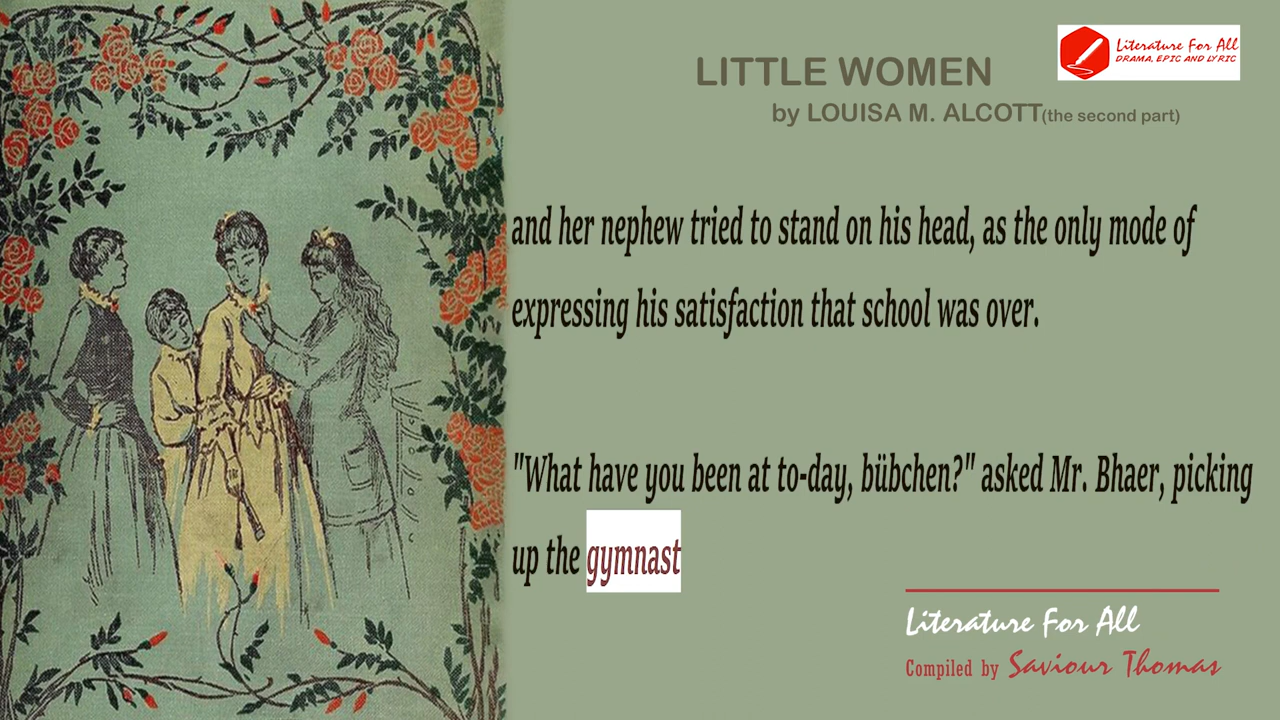 LITTLE WOMEN
by LOUISA M. ALCOTT(the second part)
Literature For All
DRAMA, EPIC AND LYRIC
and her nephew tried to stand on his head, as the only mode of
expressing his satisfaction that school was over.
"What have you been at to-day, bübchen?" asked Mr. Bhaer, picking
up the gymnast
Literature For All
Compiled by Saviour Thomas